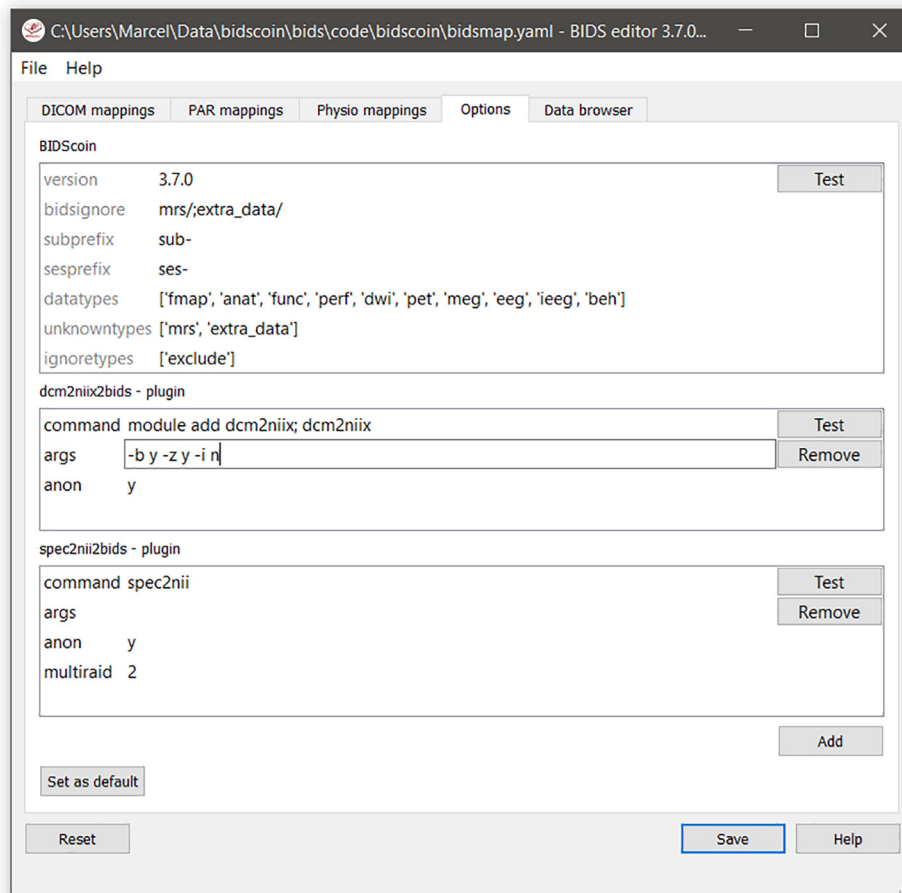 C:\Users\Marcel\Data\bidscoin\bids\code\bidscoin\bidsmap.yaml - BIDS editor 3.7.0...
File Help
DICOM mappings PAR mappings Physio mappings Options Data browser
BIDScoin
version 3.7.0 Test
bidsignore mrs/;extra_data/
subprefix sub-
sesprefix ses-
datatypes ['fmap', 'anat', 'func', 'perf', 'dwi', 'pet', 'meg', 'eeg', 'ieeg', 'beh']
unknowntypes ['mrs', 'extra_data']
ignoretypes ['exclude']
dcm2niix2bids - plugin
command module add dcm2niix; dcm2niix Test
args -b y -z y -i n Remove
anon y
spec2nii2bids - plugin
command spec2nii Test
args Remove
anon y
multiraid 2
Add
Set as default
Reset Save Help